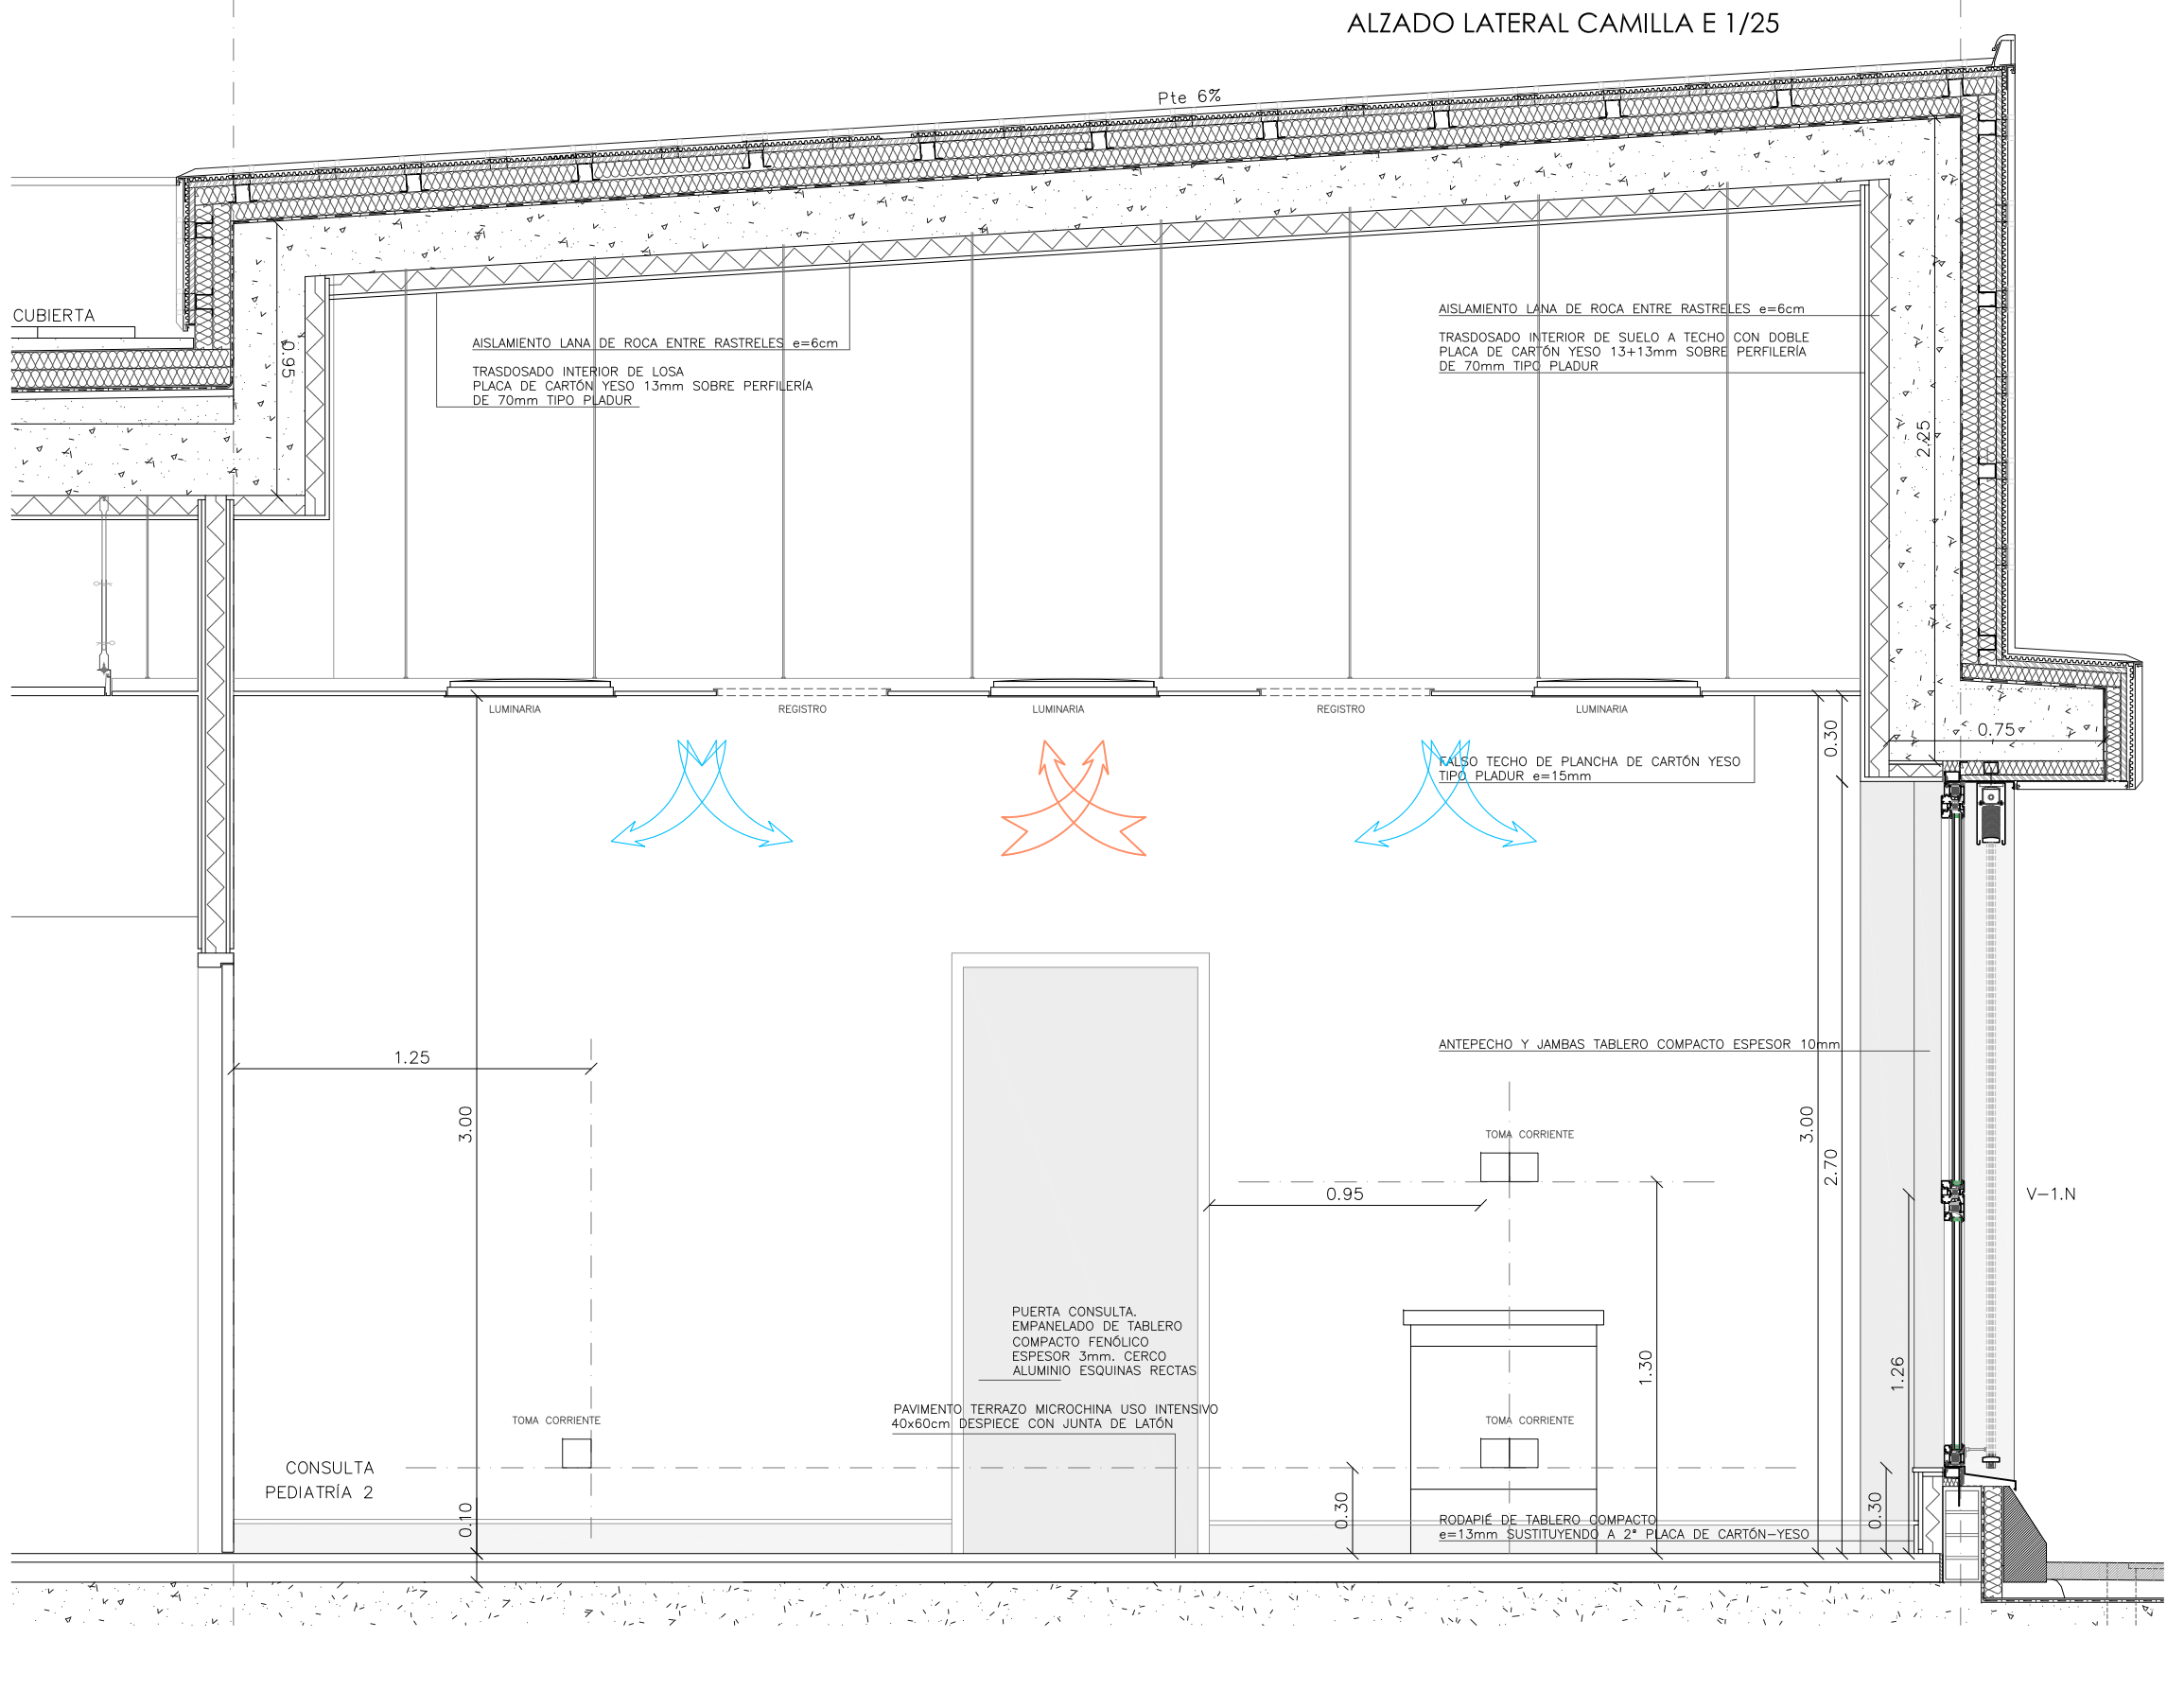 ALZADO LATERAL CAMILLA E 1/25
Pte 6%
CUBIERTA
0.95
AISLAMIENTO LANA DE ROCA ENTRE RASTRELES e=6cm
TRASDOSADO INTERIOR DE LOSA
PLACA DE CARTÓN YESO 13mm SOBRE PERFILERÍA
DE 70mm TIPO PLADUR
AISLAMIENTO LANA DE ROCA ENTRE RASTRELES e=6cm
TRASDOSADO INTERIOR DE SUELO A TECHO CON DOBLE
PLACA DE CARTÓN YESO 13+13mm SOBRE PERFILERÍA
DE 70mm TIPO PLADUR
2.25
LUMINARIA
REGISTRO
LUMINARIA
REGISTRO
LUMINARIA
0.30
0.75
FALSO TECHO DE PLANCHA DE CARTÓN YESO
TIPO PLADUR e=15mm
ANTEPECHO Y JAMBAS TABLERO COMPACTO ESPESOR 10mm
1.25
3.00
3.00
2.70
TOMA CORRIENTE
0.95
V-1.N
PUERTA CONSULTA.
EMPANELADO DE TABLERO
COMPACTO FENÓLICO
ESPESOR 3mm. CERCO
ALUMINIO ESQUINAS RECTAS
1.30
1.26
PAVIMENTO TERRAZO MICROCHINA USO INTENSIVO
40x60cm DESPIECE CON JUNTA DE LATÓN
TOMA CORRIENTE
TOMA CORRIENTE
CONSULTA
PEDIATRÍA 2
0.10
0.30
0.30
RODAPIÉ DE TABLERO COMPACTO
e=13mm SUSTITUYENDO A 2ª PLACA DE CARTÓN-YESO